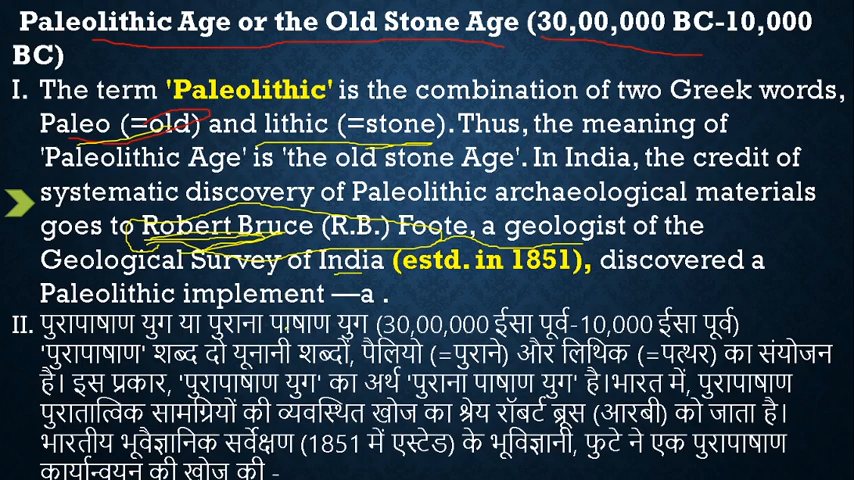 Paleolithic Age or the Old Stone Age (30,00,000 BC-10,000
BC)
I. The term 'Paleolithic' is the combination of two Greek words,
Paleo (=old) and lithic (=stone). Thus, the meaning of
'Paleolithic Age' is 'the old stone Age'. In India, the credit of
systematic discovery of Paleolithic archaeological materials
goes to Robert Bruce (R.B.) Foote, a geologist of the
Geological Survey of India (estd. in 1851), discovered a
Paleolithic implement —a .
II. पुरापाषाण युग या पुराना पाषाण युग (30,00,000 ईसा पूर्व-10,000 ईसा पूर्व)
'पुरापाषाण' शब्द दो यूनानी शब्दों, पैलियो (=पुराने) और लिथिक (=पत्थर) का संयोजन
है। इस प्रकार, 'पुरापाषाण युग' का अर्थ 'पुराना पाषाण युग' है।भारत में, पुरापाषाण
पुरातात्विक सामग्रियों की व्यवस्थित खोज का श्रेय रॉबर्ट ब्रूस (आरबी) को जाता है।
भारतीय भूवैज्ञानिक सर्वेक्षण (1851 में एस्टेड) के भूविज्ञानी, फुटे ने एक पुरापाषाण
कार्यान्वयन की खोज की -